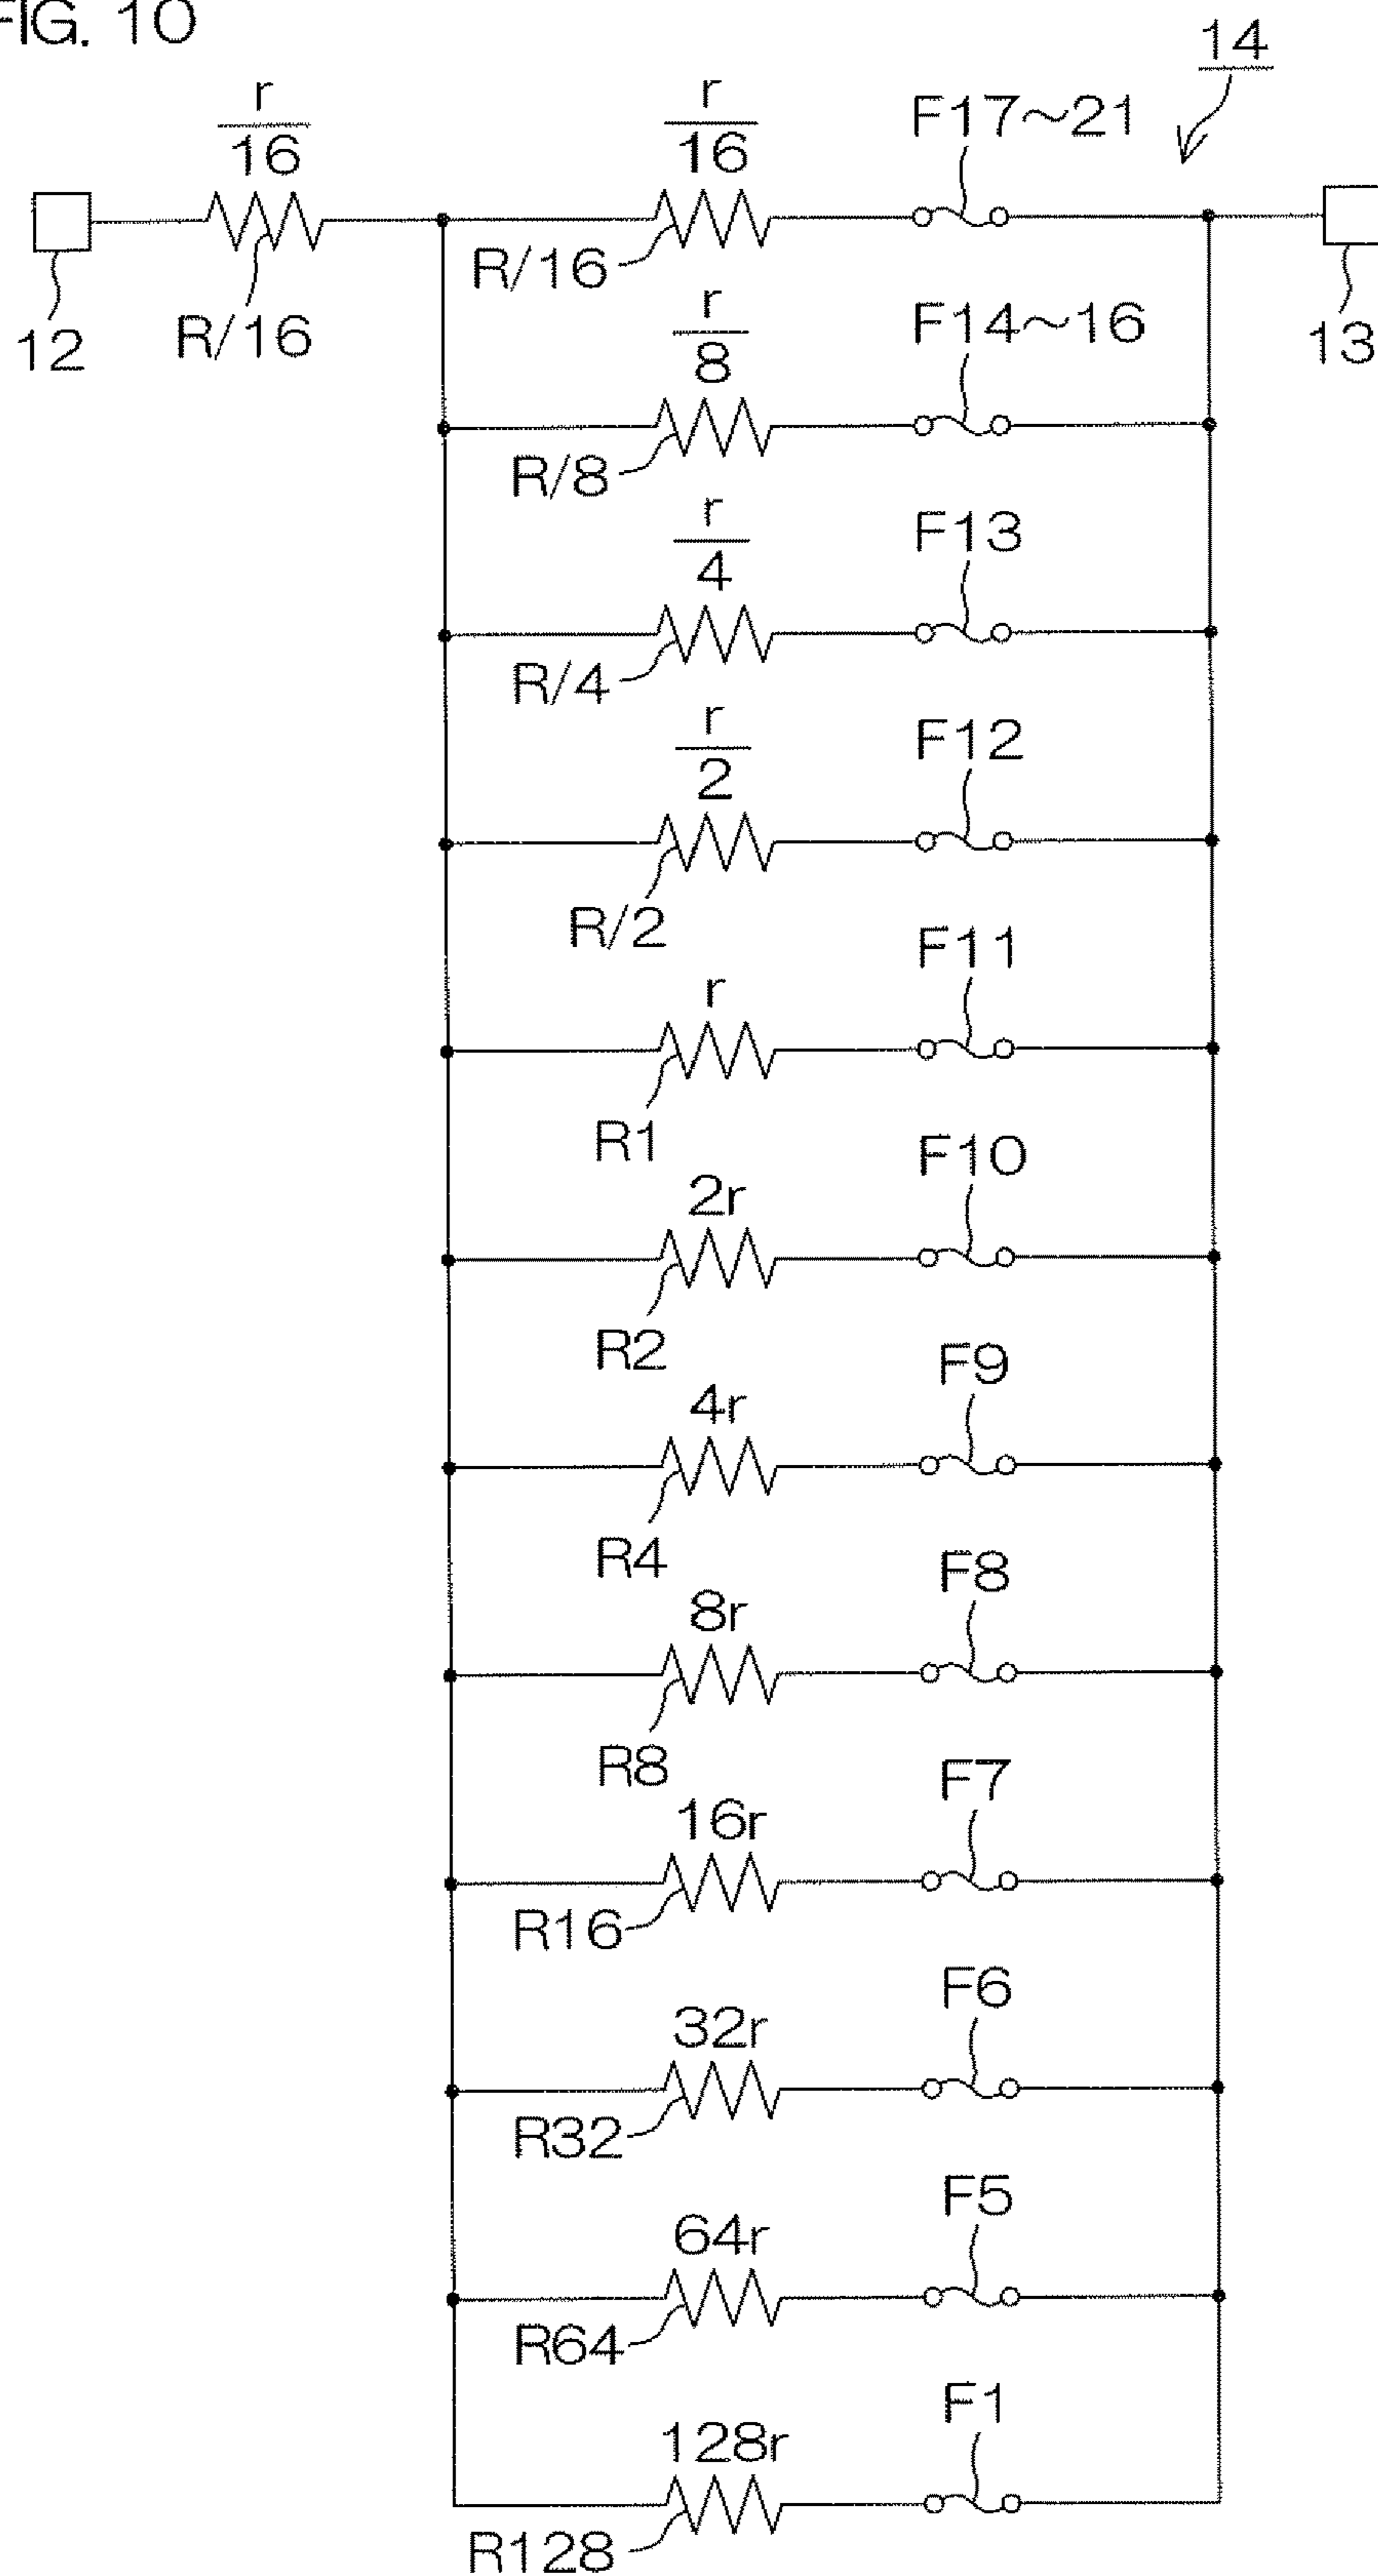 FIG. 10
14
r
16
r
16
F17~21
R/16
12
R/16
13
r
8
F14~16
R/8
r
4
F13
R/4
r
2
F12
R/2
F11
r
R1
F10
2r
R2
F9
4r
R4
F8
8r
R8
F7
16r
R16
F6
32r
R32
F5
64r
R64
F1
128r
R128